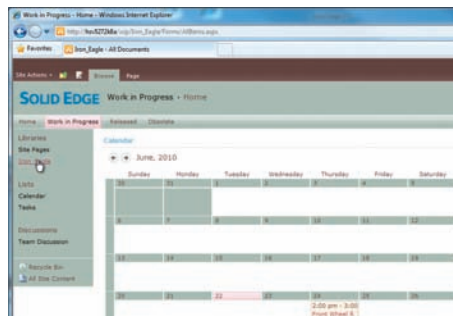 Work in Progress - Home - Windows Internet Explorer
Favorites Iron_Eagle - All Documents
Site Actions Browse Page
SOLID EDGE Work in Progress › Home
Home Work in Progress Released Obsolete
Libraries
Site Pages
Lists
Calendar
Tasks
Discussions
Team Discussion
Recycle Bin
All Site Content
Calendar
June, 2010
Sunday Monday Tuesday Wednesday Thursday Friday Saturday
30 31 1 2 3 4 5
6 7 8 9 10 11 12
13 14 15 16 17 18 19
20 21 22 23 24 25 26
2:00 pm - 3:00
Front Wheel &